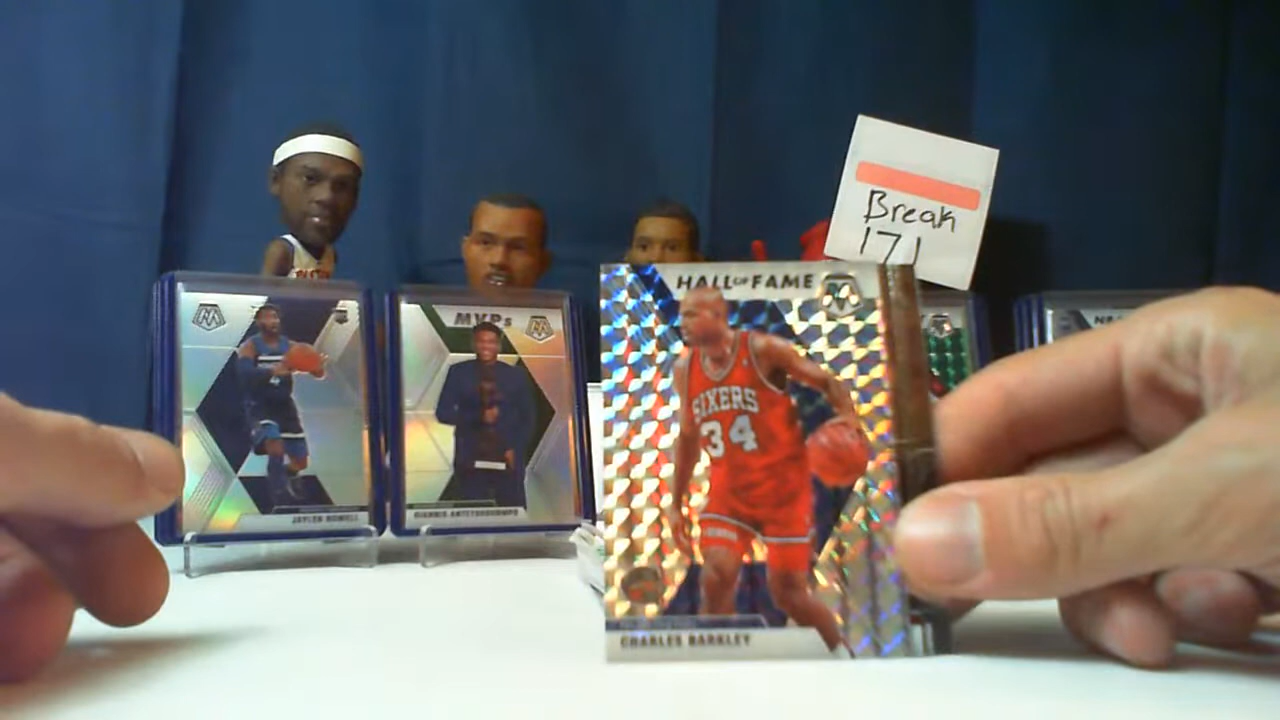 Break
171
HALL OF FAME
SIXERS
34
CHARLES BARKLEY
MVPs
GIANNIS ANTETOKOUNMPO
JAYLEN NOWELL